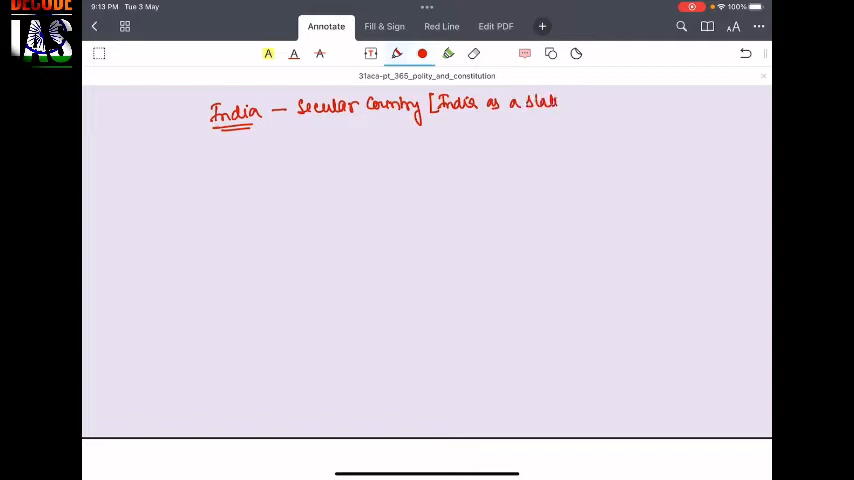 DECODE
IAS
9:13 PM Tue 3 May
100%
Annotate Fill & Sign Red Line Edit PDF
31aca-pt_365_polity_and_constitution
India — Secular Country [India as a state